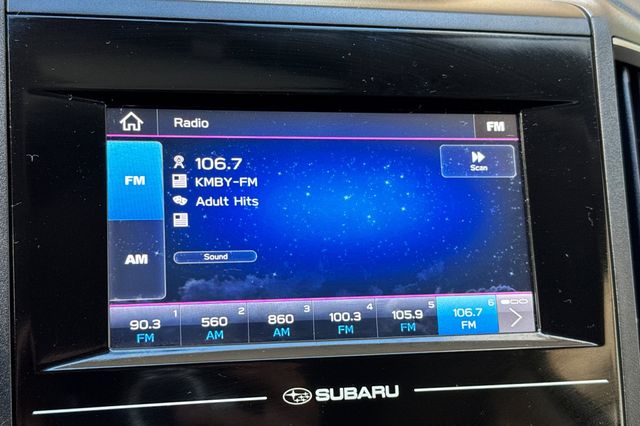 Radio FM
FM 106.7
KMBY-FM
Adult Hits
Scan
AM
Sound
1 2 3 4 5 6
90.3 560 860 100.3 105.9 106.7
FM AM AM FM FM FM
SUBARU